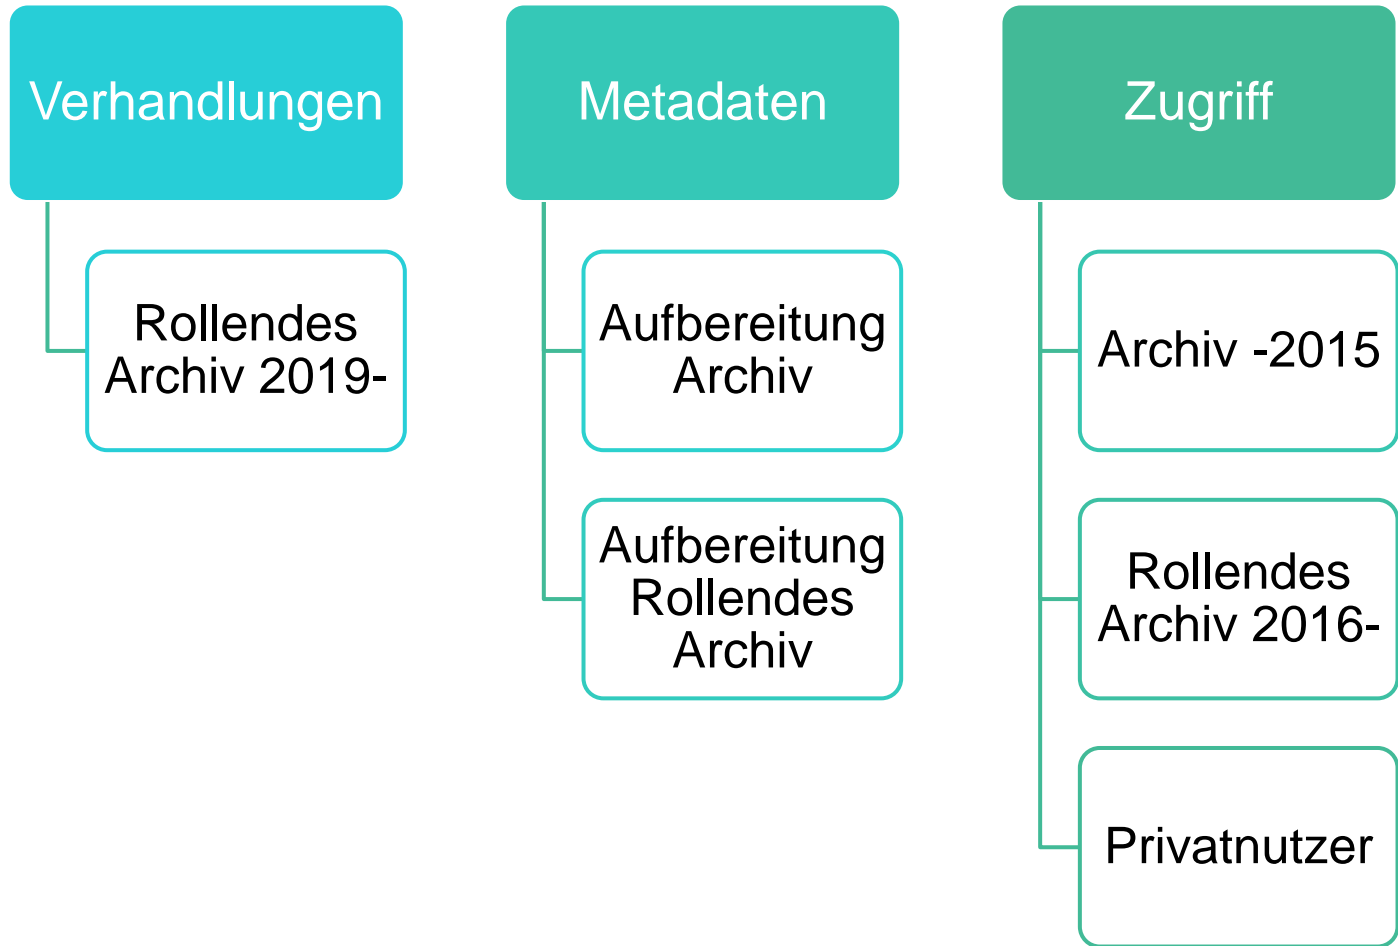 Verhandlungen
Rollendes
Archiv 2019-
Metadaten
Aufbereitung
Archiv
Aufbereitung
Rollendes
Archiv
Zugriff
Archiv -2015
Rollendes
Archiv 2016-
Privatnutzer